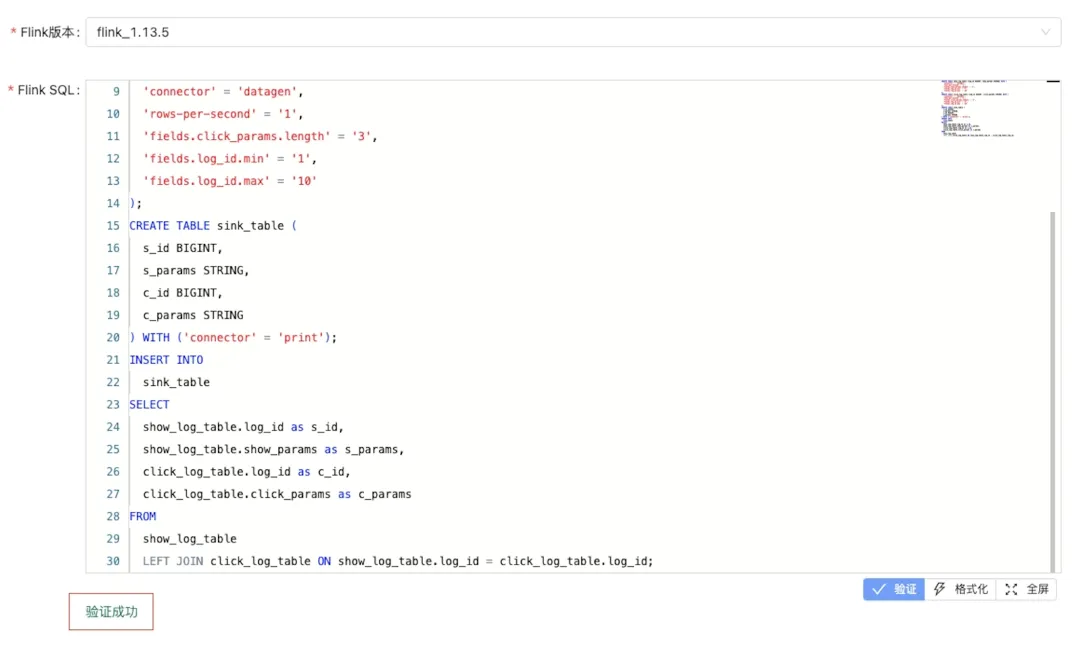 * Flink版本: flink_1.13.5
* Flink SQL:
9 'connector' = 'datagen',
10 'rows-per-second' = '1',
11 'fields.click_params.length' = '3',
12 'fields.log_id.min' = '1',
13 'fields.log_id.max' = '10'
14 );
15 CREATE TABLE sink_table (
16 s_id BIGINT,
17 s_params STRING,
18 c_id BIGINT,
19 c_params STRING
20 ) WITH ('connector' = 'print');
21 INSERT INTO
22 sink_table
23 SELECT
24 show_log_table.log_id as s_id,
25 show_log_table.show_params as s_params,
26 click_log_table.log_id as c_id,
27 click_log_table.click_params as c_params
28 FROM
29 show_log_table
30 LEFT JOIN click_log_table ON show_log_table.log_id = click_log_table.log_id;
验证 格式化 全屏
验证成功